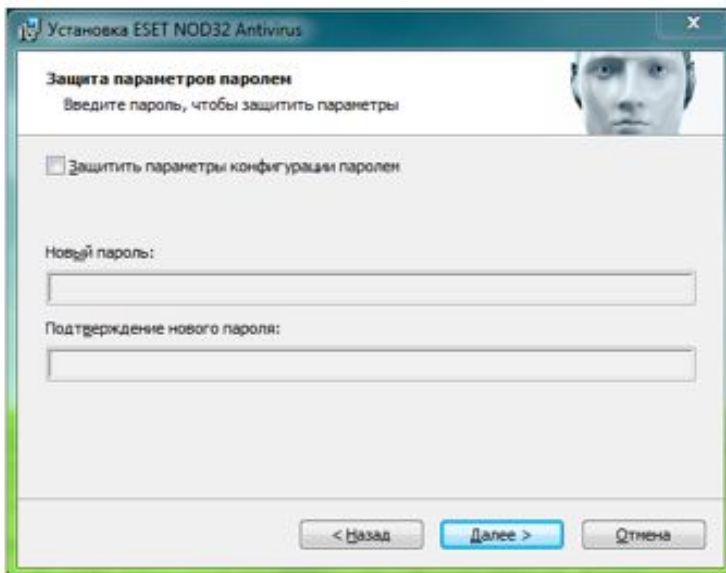 Установка ESET NOD32 Antivirus
Защита параметров паролем
Введите пароль, чтобы защитить параметры
Защитить параметры конфигурации паролем
Новый пароль:
Подтверждение нового пароля:
< Назад
Далее >
Отмена